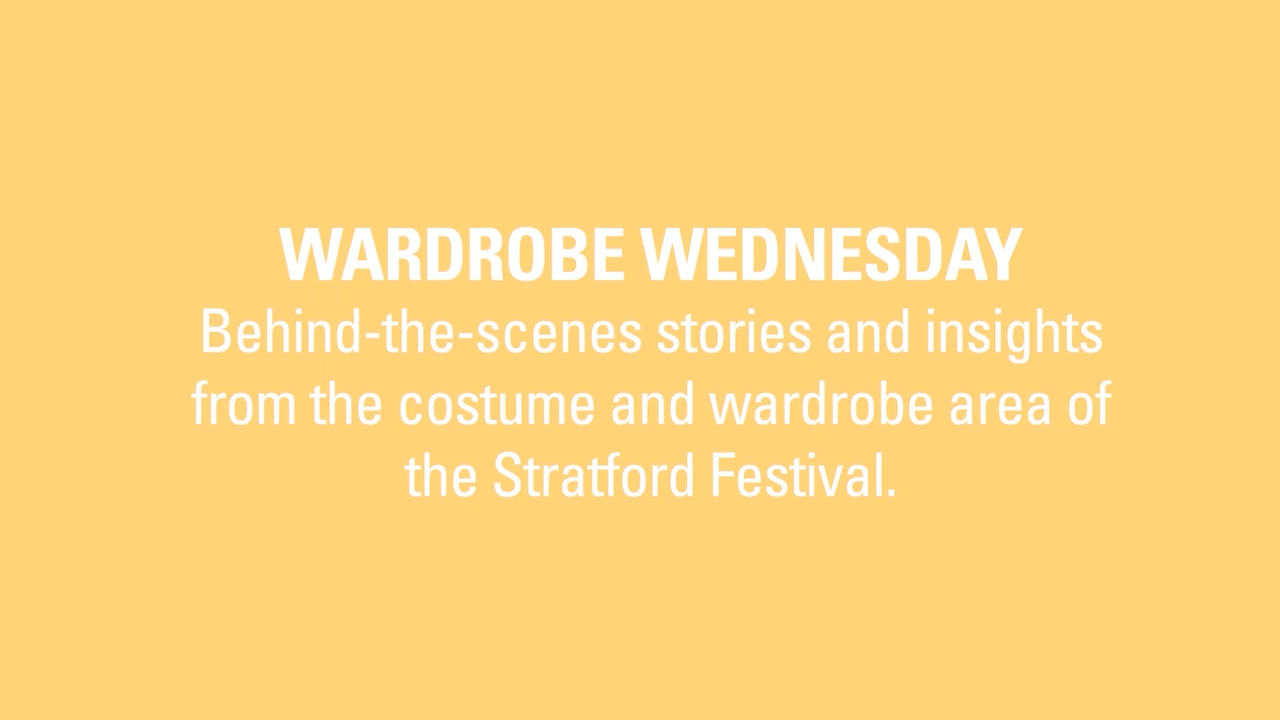 WARDROBE WEDNESDAY
Behind-the-scenes stories and insights
from the costume and wardrobe area of
the Stratford Festival.